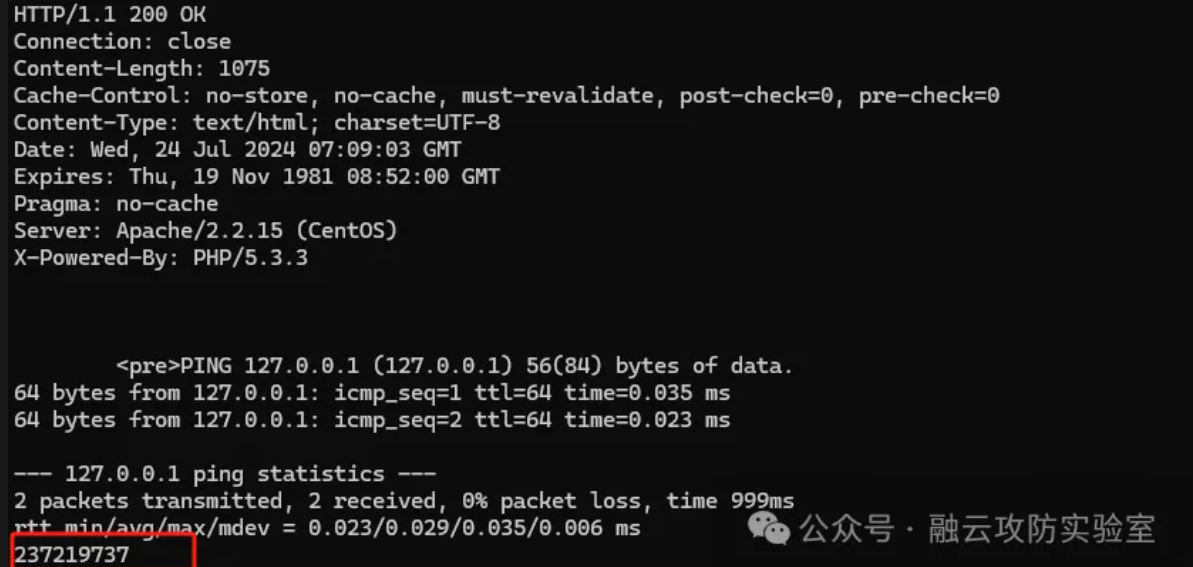 HTTP/1.1 200 OK
Connection: close
Content-Length: 1075
Cache-Control: no-store, no-cache, must-revalidate, post-check=0, pre-check=0
Content-Type: text/html; charset=UTF-8
Date: Wed, 24 Jul 2024 07:09:03 GMT
Expires: Thu, 19 Nov 1981 08:52:00 GMT
Pragma: no-cache
Server: Apache/2.2.15 (CentOS)
X-Powered-By: PHP/5.3.3
<pre>PING 127.0.0.1 (127.0.0.1) 56(84) bytes of data.
64 bytes from 127.0.0.1: icmp_seq=1 ttl=64 time=0.035 ms
64 bytes from 127.0.0.1: icmp_seq=2 ttl=64 time=0.023 ms
--- 127.0.0.1 ping statistics ---
2 packets transmitted, 2 received, 0% packet loss, time 999ms
rtt min/avg/max/mdev = 0.023/0.029/0.035/0.006 ms
公众号 · 融云攻防实验室
237219737